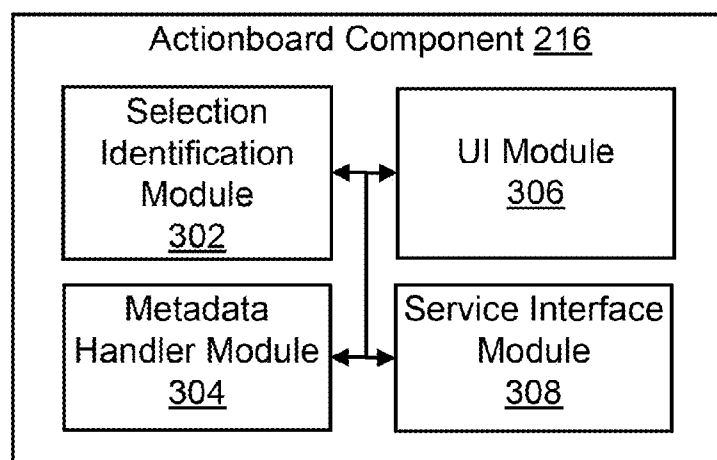 Actionboard Component 216
Selection
Identification
Module
302
UI Module
306
Metadata
Handler Module
304
Service Interface
Module
308